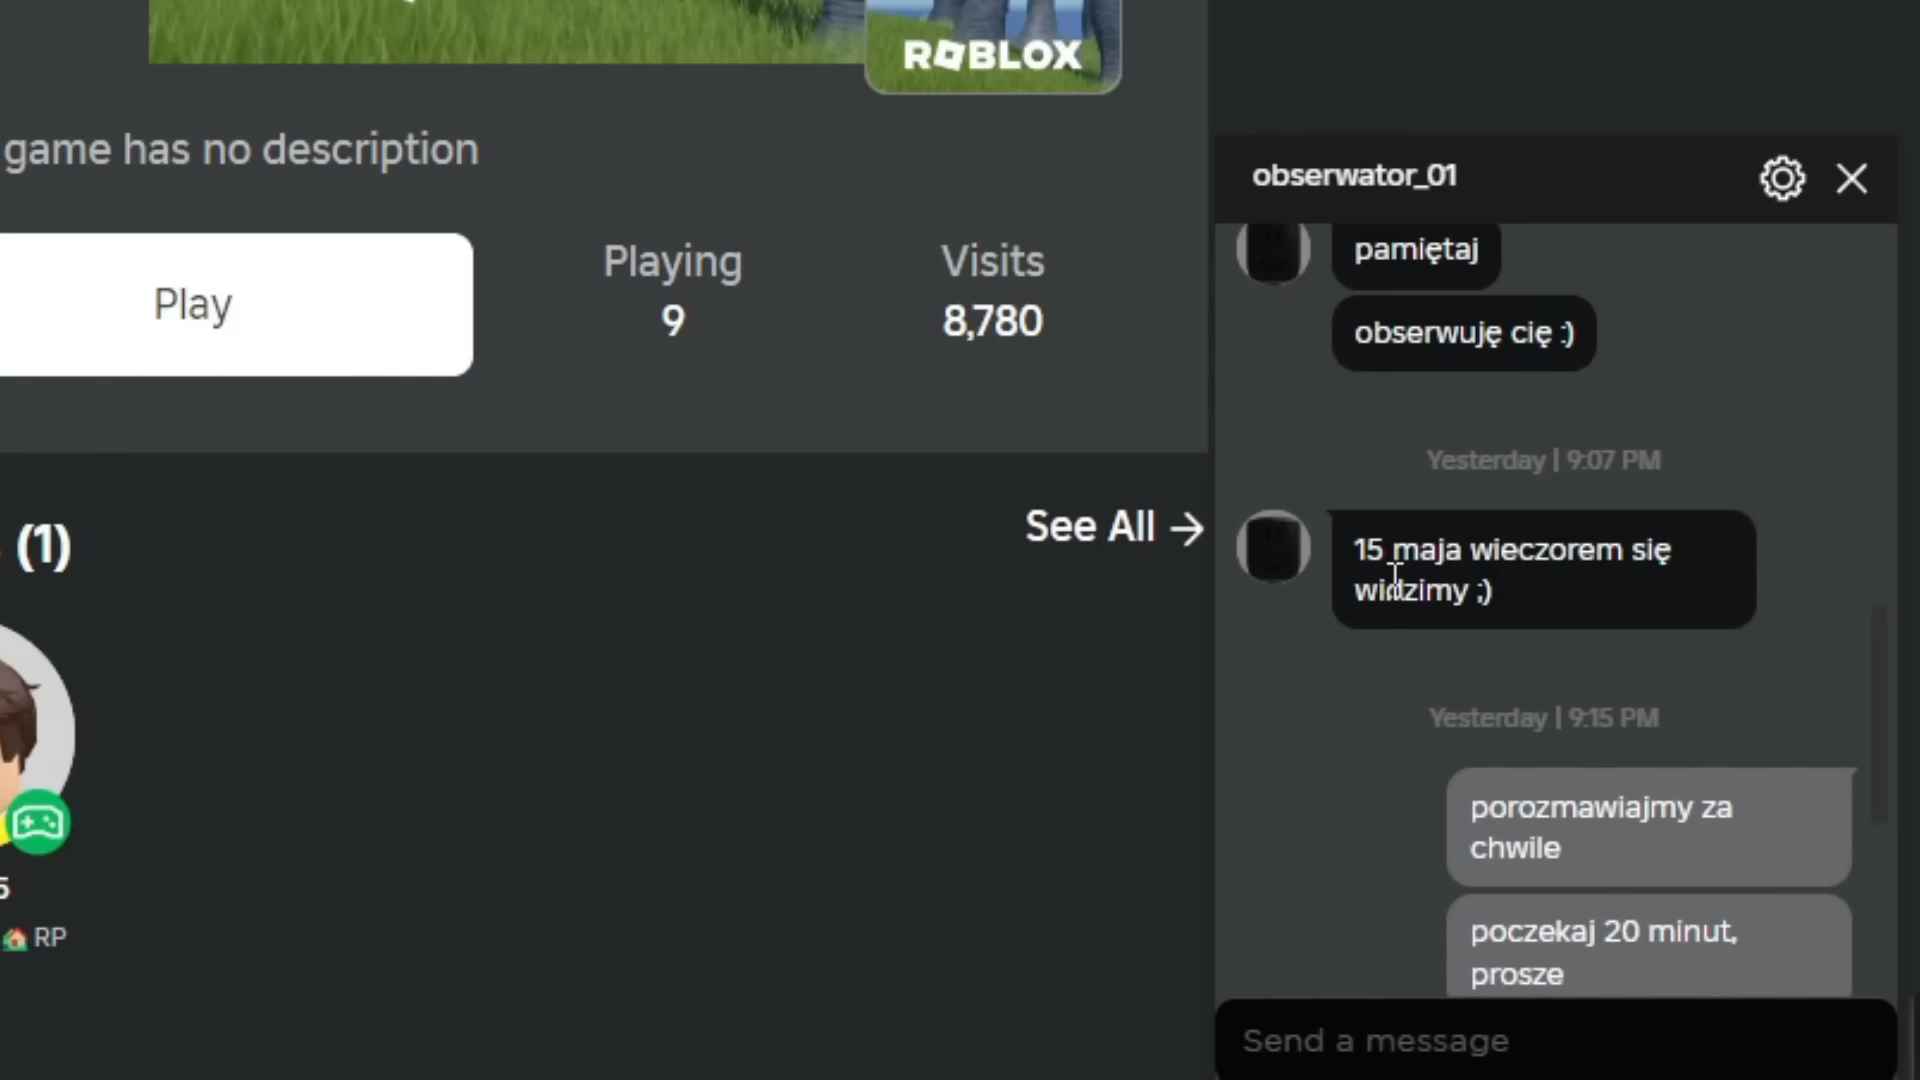 ROBLOX
game has no description
Play
Playing
9
Visits
8,780
(1)
See All
5
RP
obserwator_01
pamiętaj
obserwuję cię :)
Yesterday | 9:07 PM
15 maja wieczorem się
widzimy ;)
Yesterday | 9:15 PM
porozmawiajmy za
chwile
poczekaj 20 minut,
prosze
Send a message